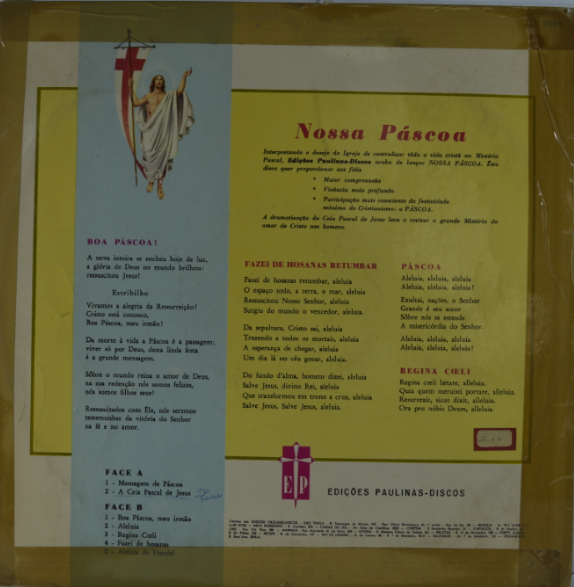 Nossa Páscoa
Interpretando o desejo da Igreja de centralizar tôda a vida cristã no Mistério
Pascal, Edições Paulinas-Discos acaba de lançar NOSSA PÁSCOA. Êste
disco quer proporcionar aos fiéis
• Maior compreensão
• Vivência mais profunda
• Participação mais consciente da festividade
máxima do Cristianismo: a PÁSCOA.
A dramatização da Ceia Pascal de Jesus leva a reviver o grande Mistério do
amor de Cristo aos homens.
BOA PÁSCOA!
A terra inteira se encheu hoje de luz,
a glória de Deus no mundo brilhou:
ressuscitou Jesus!
Estribilho
Vivamos a alegria da Ressurreição!
Cristo está conosco,
Boa Páscoa, meu irmão!
Da morte à vida a Páscoa é a passagem;
viver só por Deus, desta linda festa
é a grande mensagem.
Sôbre o mundo reina o amor de Deus,
na sua redenção nós somos felizes,
nós somos filhos seus!
Ressuscitados com Êle, nós seremos
testemunhas da vitória do Senhor
na fé e no amor.
FACE A
1 - Mensagem de Páscoa
2 - A Ceia Pascal de Jesus
FACE B
1 - Boa Páscoa, meu irmão
2 - Aleluia
3 - Regina Cœli
4 - Fazei de hosanas
5 - Aleluia de Handel
FAZEI DE HOSANAS RETUMBAR
Fazei de hosanas retumbar, aleluia
O espaço todo, a terra, o mar, aleluia
Ressuscitou Nosso Senhor, aleluia
Surgiu do mundo o vencedor, aleluia.
Da sepultura, Cristo sai, aleluia
Trazendo a todos os mortais, aleluia
A esperança de chegar, aleluia
Um dia lá no céu gozar, aleluia.
Do fundo d'alma, homens dizei, aleluia
Salve Jesus, divino Rei, aleluia
Que transformou em trono a cruz, aleluia
Salve Jesus, Salve Jesus, aleluia.
PÁSCOA
Aleluia, aleluia, aleluia
Aleluia, aleluia, aleluia!
Exultai, nações, o Senhor
Grande é seu amor
Sôbre nós se estende
A misericórdia do Senhor.
Aleluia, aleluia, aleluia
Aleluia, aleluia, aleluia!
REGINA CŒLI
Regina cœli lætare, alleluia.
Quia quem meruisti portare, alleluia.
Resurrexit, sicut dixit, alleluia.
Ora pro nóbis Deum, alleluia.
EP
EDIÇÕES PAULINAS-DISCOS